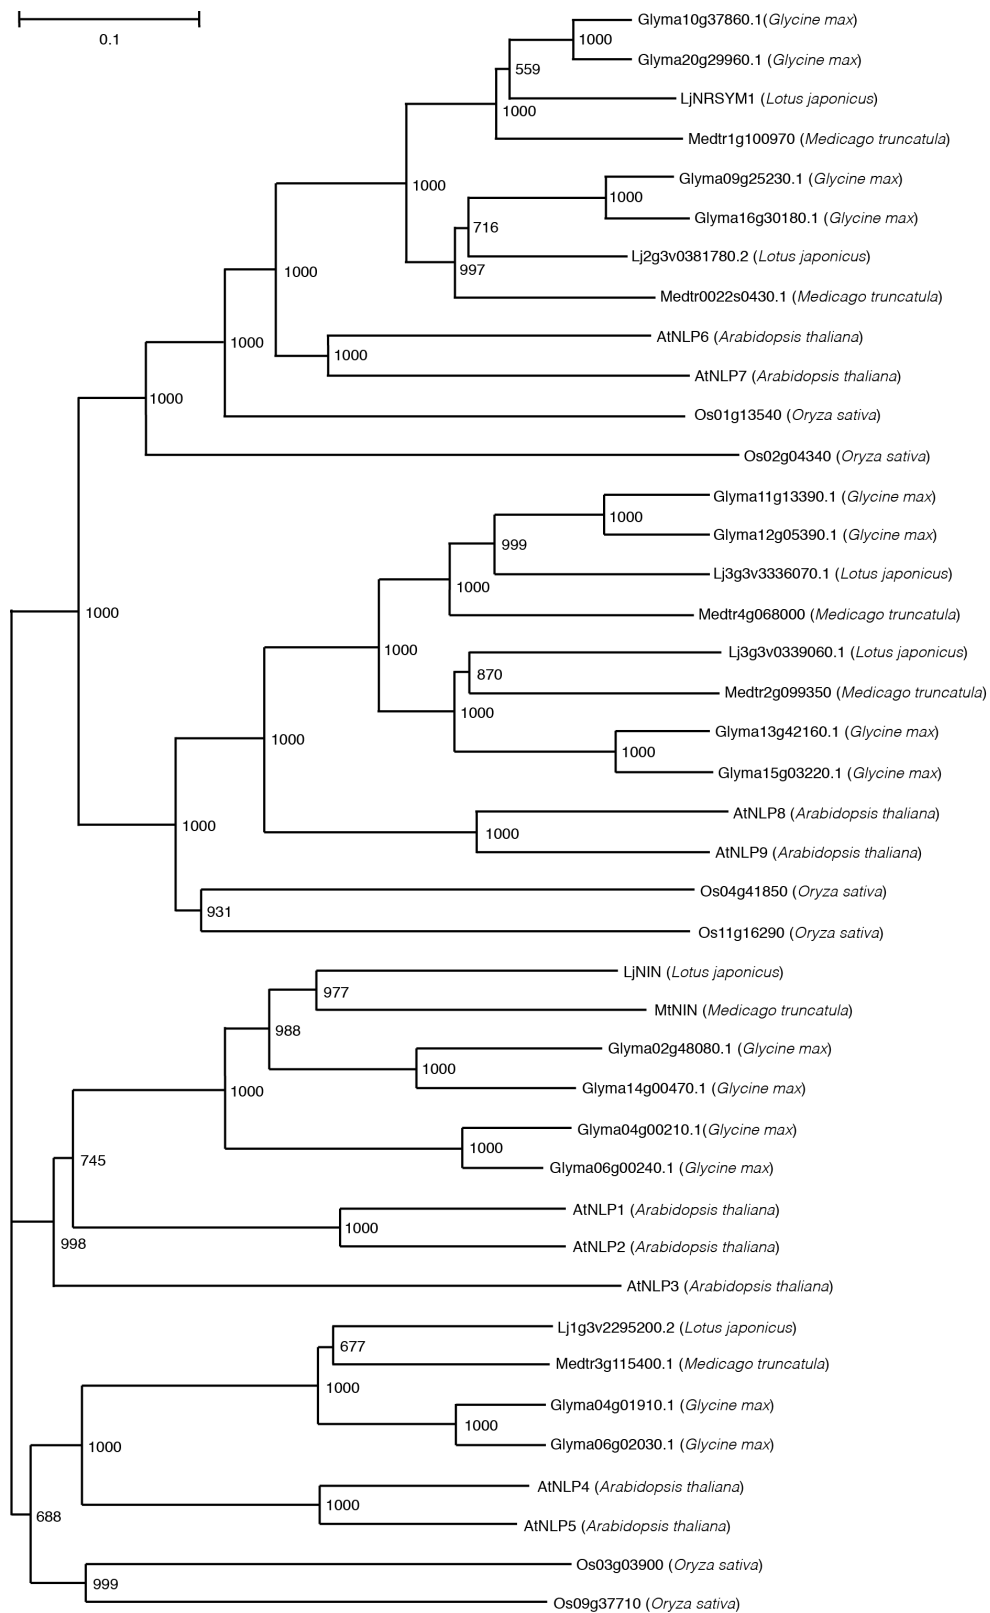 0.1
Glyma10g37860.1(Glycine max)
1000
Glyma20g29960.1 (Glycine max)
559
LjNRSYM1 (Lotus japonicus)
1000
Medtr1g100970 (Medicago truncatula)
1000
Glyma09g25230.1 (Glycine max)
1000
Glyma16g30180.1 (Glycine max)
716
Lj2g3v0381780.2 (Lotus japonicus)
997
Medtr0022s0430.1 (Medicago truncatula)
1000
AtNLP6 (Arabidopsis thaliana)
1000
1000
AtNLP7 (Arabidopsis thaliana)
1000
Os01g13540 (Oryza sativa)
Os02g04340 (Oryza sativa)
Glyma11g13390.1 (Glycine max)
1000
Glyma12g05390.1 (Glycine max)
999
Lj3g3v3336070.1 (Lotus japonicus)
1000
1000
Medtr4g068000 (Medicago truncatula)
1000
Lj3g3v0339060.1 (Lotus japonicus)
870
Medtr2g099350 (Medicago truncatula)
1000
Glyma13g42160.1 (Glycine max)
1000
1000
Glyma15g03220.1 (Glycine max)
AtNLP8 (Arabidopsis thaliana)
1000
1000
AtNLP9 (Arabidopsis thaliana)
Os04g41850 (Oryza sativa)
931
Os11g16290 (Oryza sativa)
LjNIN (Lotus japonicus)
977
MtNIN (Medicago truncatula)
988
Glyma02g48080.1 (Glycine max)
1000
Glyma14g00470.1 (Glycine max)
1000
Glyma04g00210.1(Glycine max)
1000
745
Glyma06g00240.1 (Glycine max)
AtNLP1 (Arabidopsis thaliana)
1000
998
AtNLP2 (Arabidopsis thaliana)
AtNLP3 (Arabidopsis thaliana)
Lj1g3v2295200.2 (Lotus japonicus)
677
Medtr3g115400.1 (Medicago truncatula)
1000
Glyma04g01910.1 (Glycine max)
1000
Glyma06g02030.1 (Glycine max)
1000
AtNLP4 (Arabidopsis thaliana)
1000
688
AtNLP5 (Arabidopsis thaliana)
Os03g03900 (Oryza sativa)
999
Os09g37710 (Oryza sativa)